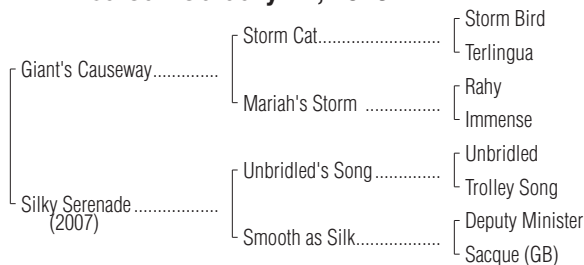 Storm Bird
Storm Cat..............................
Terlingua
Giant's Causeway................
Rahy
Mariah's Storm ..................
Immense
Unbridled
Unbridled's Song................
Trolley Song
Silky Serenade....................
(2007)
Deputy Minister
Smooth as Silk....................
Sacque (GB)